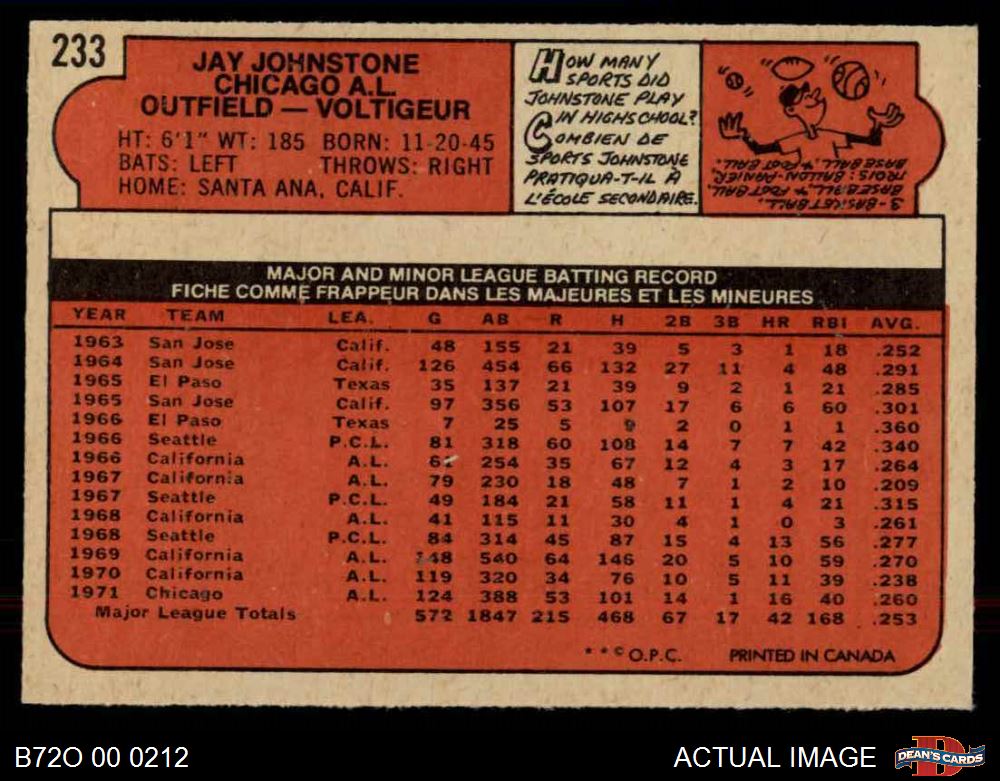 233
JAY JOHNSTONE
CHICAGO A.L.
OUTFIELD — VOLTIGEUR
HT: 6'1" WT: 185 BORN: 11-20-45
BATS: LEFT THROWS: RIGHT
HOME: SANTA ANA, CALIF.
HOW MANY
SPORTS DID
JOHNSTONE PLAY
IN HIGHSCHOOL?
COMBIEN DE
SPORTS JOHNSTONE
PRATIQUA-T-IL À
L'ÉCOLE SECONDAIRE.
3-BASKETBALL,
BASEBALL, & FOOTBALL.
TROIS: BALLON-PANIER,
BASEBALL & FOOTBALL.
MAJOR AND MINOR LEAGUE BATTING RECORD
FICHE COMME FRAPPEUR DANS LES MAJEURES ET LES MINEURES
YEAR TEAM LEA. G AB R H 2B 3B HR RBI AVG.
1963 San Jose Calif. 48 155 21 39 5 3 1 18 .252
1964 San Jose Calif. 126 454 66 132 27 11 4 48 .291
1965 El Paso Texas 35 137 21 39 9 2 1 21 .285
1965 San Jose Calif. 97 356 53 107 17 6 6 60 .301
1966 El Paso Texas 7 25 5 9 2 0 1 1 .360
1966 Seattle P.C.L. 81 318 60 108 14 7 7 42 .340
1966 California A.L. 254 35 67 12 4 3 17 .264
1967 California A.L. 79 230 18 48 7 1 2 10 .209
1967 Seattle P.C.L. 49 184 21 58 11 1 4 21 .315
1968 California A.L. 41 115 11 30 4 1 0 3 .261
1968 Seattle P.C.L. 84 314 45 87 15 4 13 56 .277
1969 California A.L. 148 540 64 146 20 5 10 59 .270
1970 California A.L. 119 320 34 76 10 5 11 39 .238
1971 Chicago A.L. 124 388 53 101 14 1 16 40 .260
Major League Totals 572 1847 215 468 67 17 42 168 .253
**©O.P.C. PRINTED IN CANADA
B72O 00 0212
ACTUAL IMAGE
D
DEAN'S CARDS